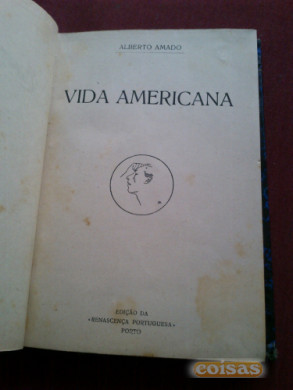 ALBERTO AMADO
VIDA AMERICANA
EDIÇÃO DA
«RENASCENÇA PORTUGUESA»
PORTO
coisas